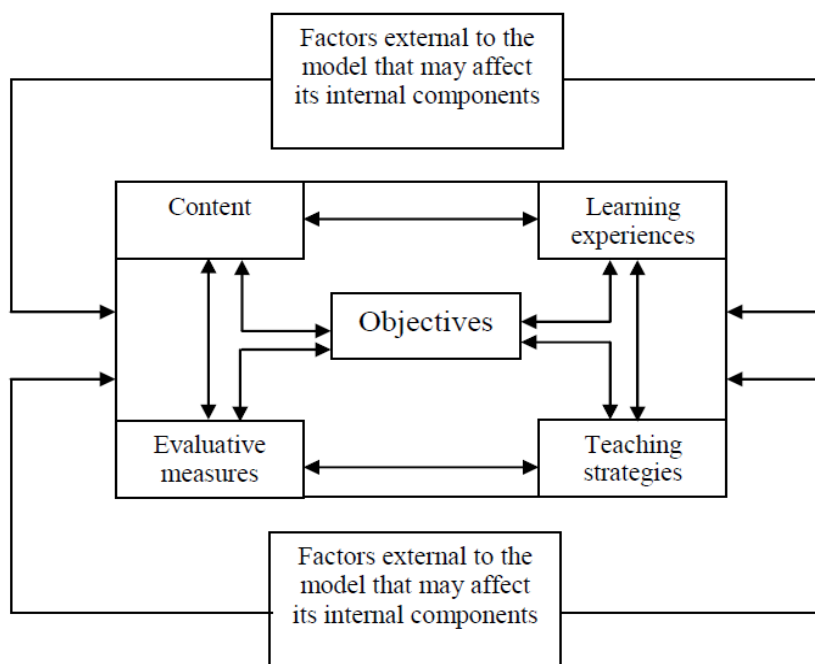 Factors external to the
model that may affect
its internal components
Content
Learning
experiences
Objectives
Evaluative
measures
Teaching
strategies
Factors external to the
model that may affect
its internal components